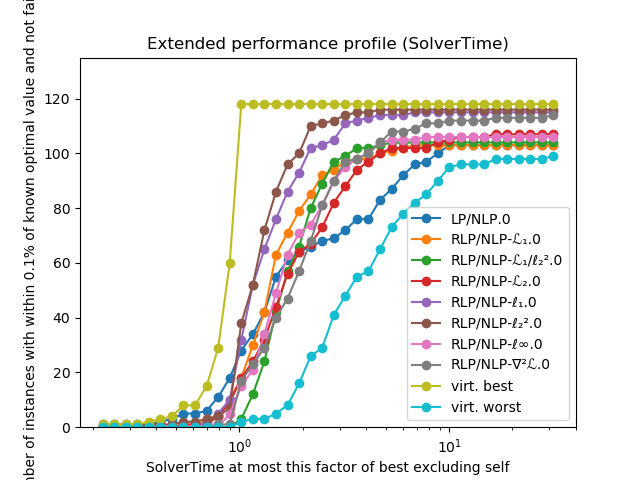 Extended performance profile (SolverTime)
of instances with within 0.1% of known optimal value and not
120
100
80
60
40
20
0
10⁰
10¹
SolverTime at most this factor of best excluding self
LP/NLP.0
RLP/NLP-ℒ₁.0
RLP/NLP-ℒ₁/ℓ₂².0
RLP/NLP-ℒ₂.0
RLP/NLP-ℓ₁.0
RLP/NLP-ℓ₂².0
RLP/NLP-ℓ∞.0
RLP/NLP-∇²ℒ.0
virt. best
virt. worst